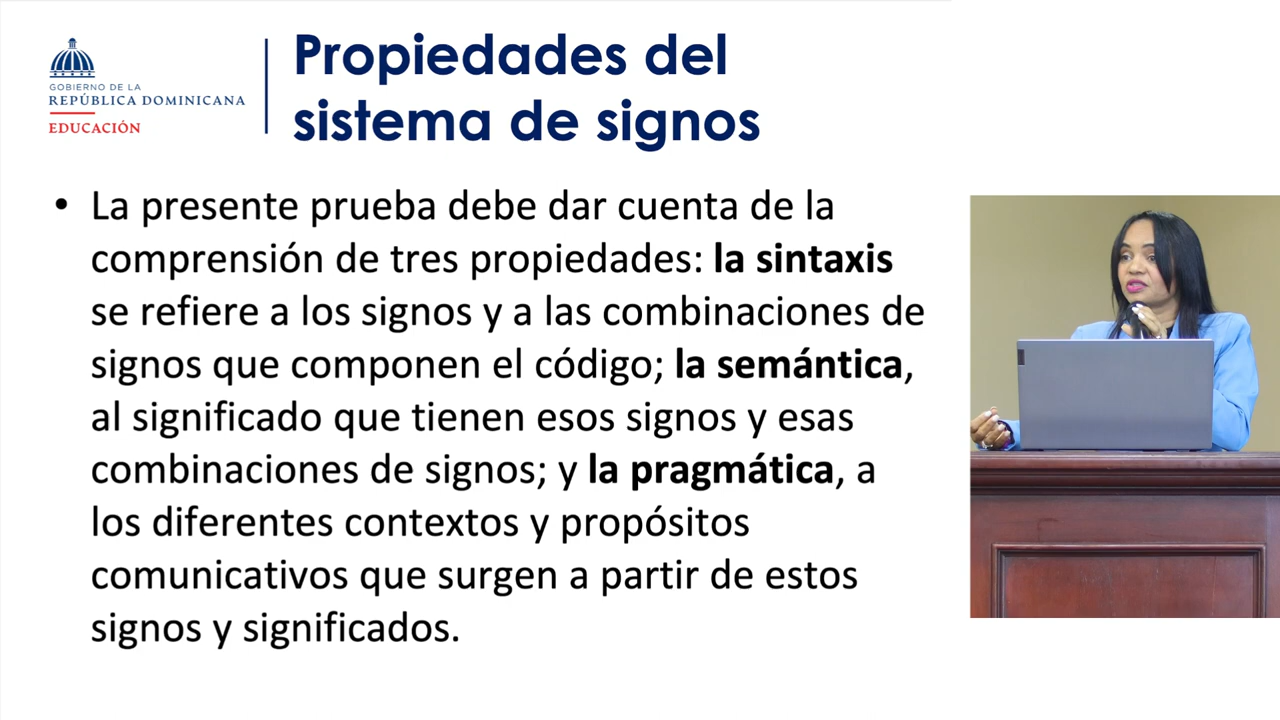 GOBIERNO DE LA
REPÚBLICA DOMINICANA
EDUCACIÓN
Propiedades del
sistema de signos
• La presente prueba debe dar cuenta de la
comprensión de tres propiedades: la sintaxis
se refiere a los signos y a las combinaciones de
signos que componen el código; la semántica,
al significado que tienen esos signos y esas
combinaciones de signos; y la pragmática, a
los diferentes contextos y propósitos
comunicativos que surgen a partir de estos
signos y significados.